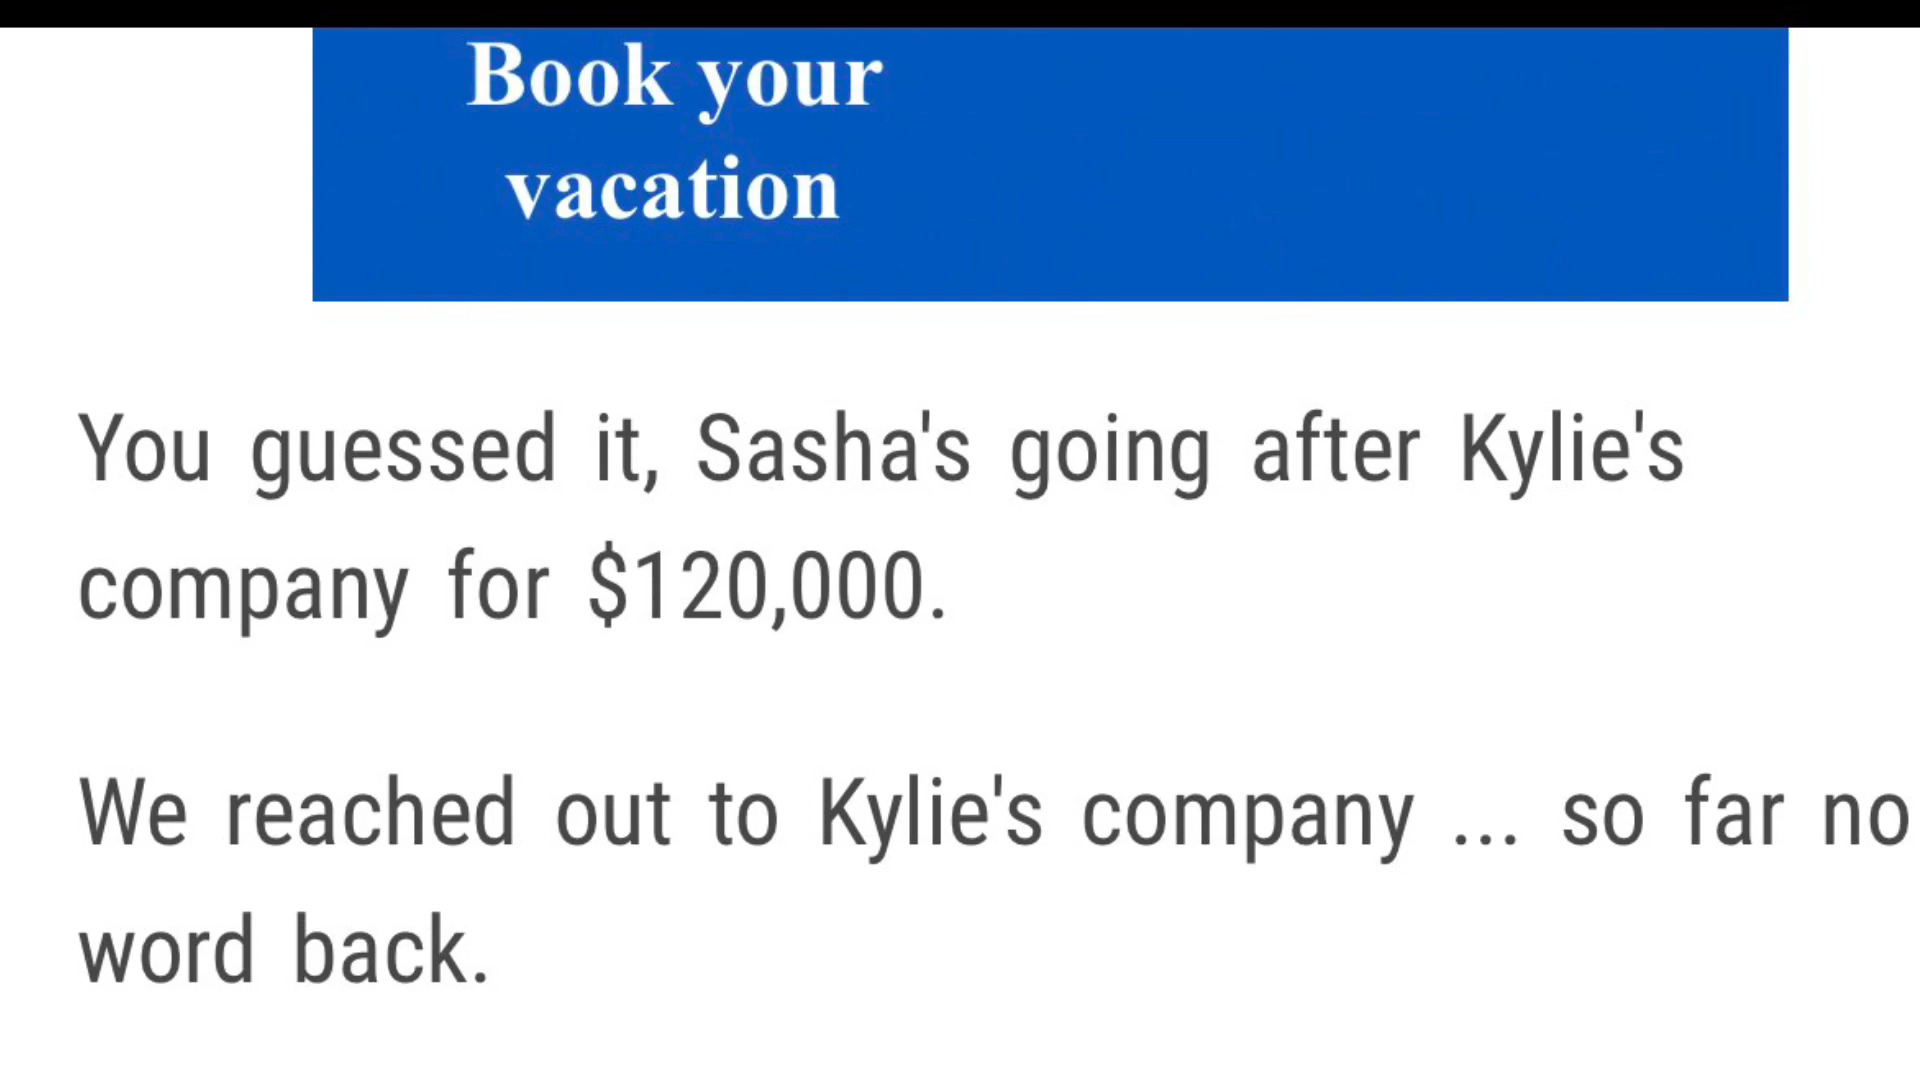 Book your
vacation
You guessed it, Sasha's going after Kylie's
company for $120,000.
We reached out to Kylie's company ... so far no
word back.